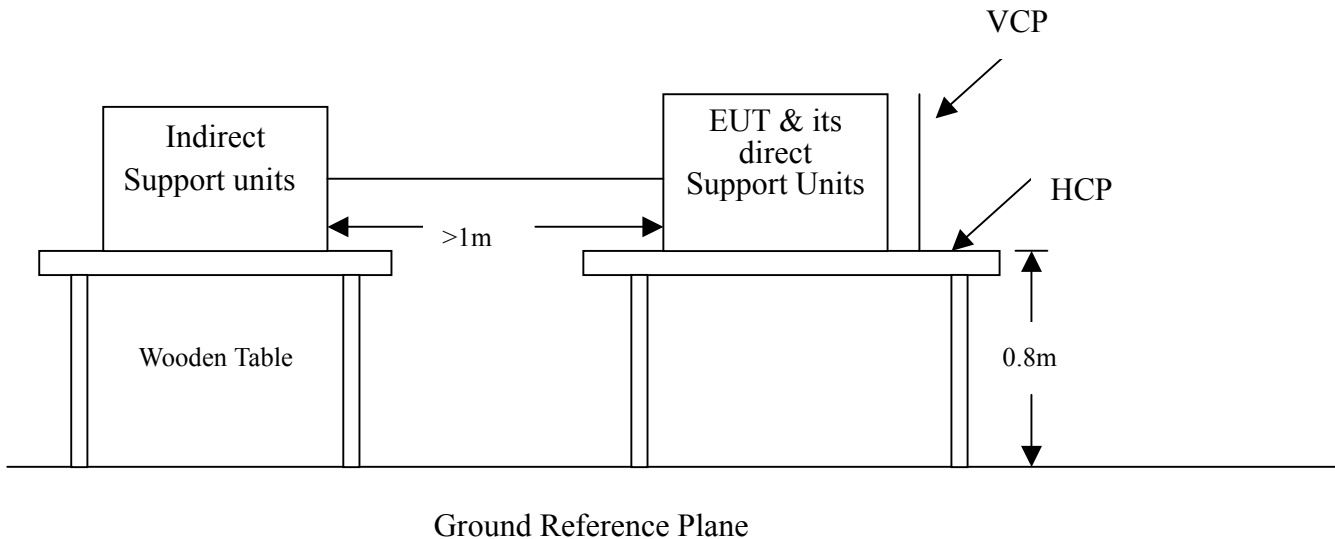 VCP
Indirect
Support units
EUT & its
direct
Support Units
HCP
>1m
Wooden Table
0.8m
Ground Reference Plane